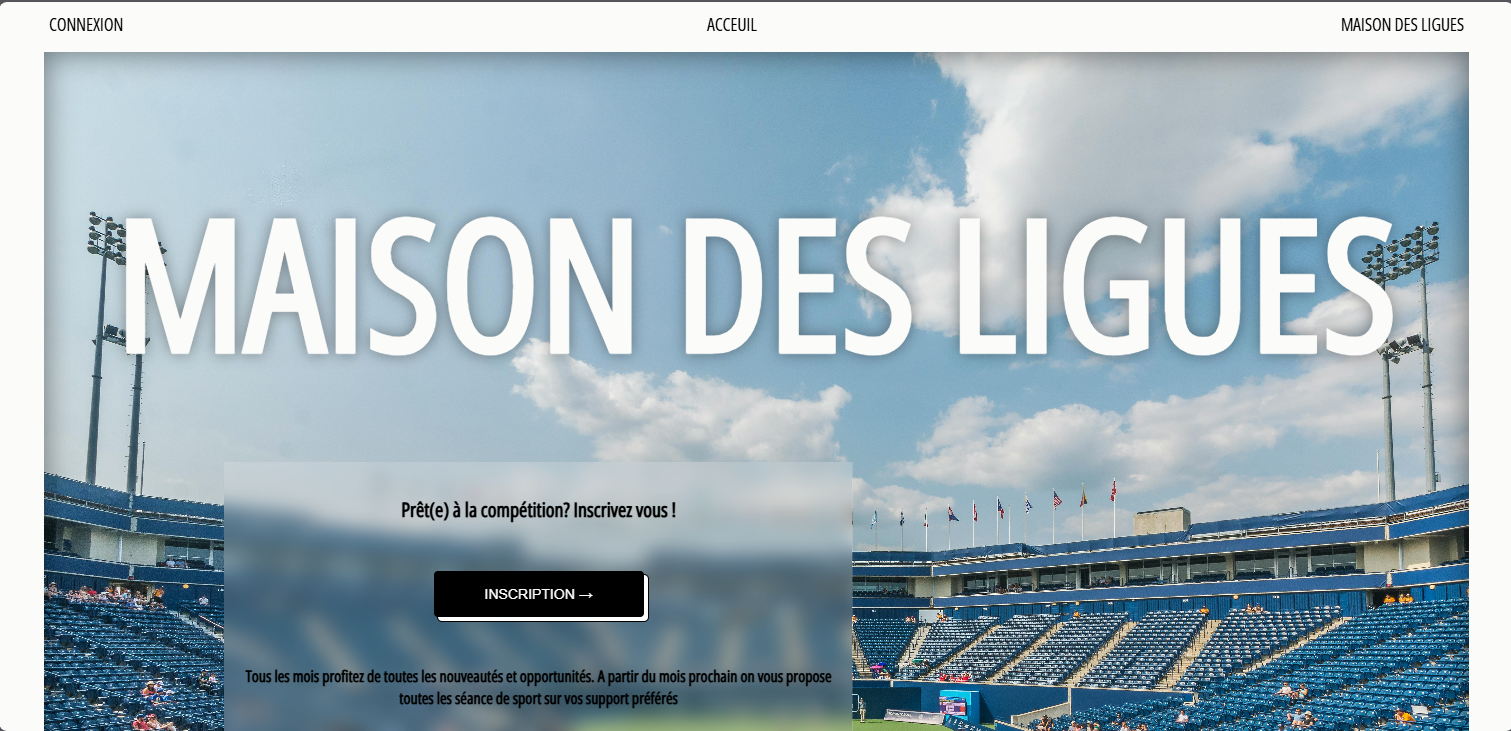 CONNEXION
ACCEUIL
MAISON DES LIGUES
MAISON DES LIGUES
Prêt(e) à la compétition? Inscrivez vous !
INSCRIPTION →
Tous les mois profitez de toutes les nouveautés et opportunités. A partir du mois prochain on vous propose
toutes les séance de sport sur vos support préférés